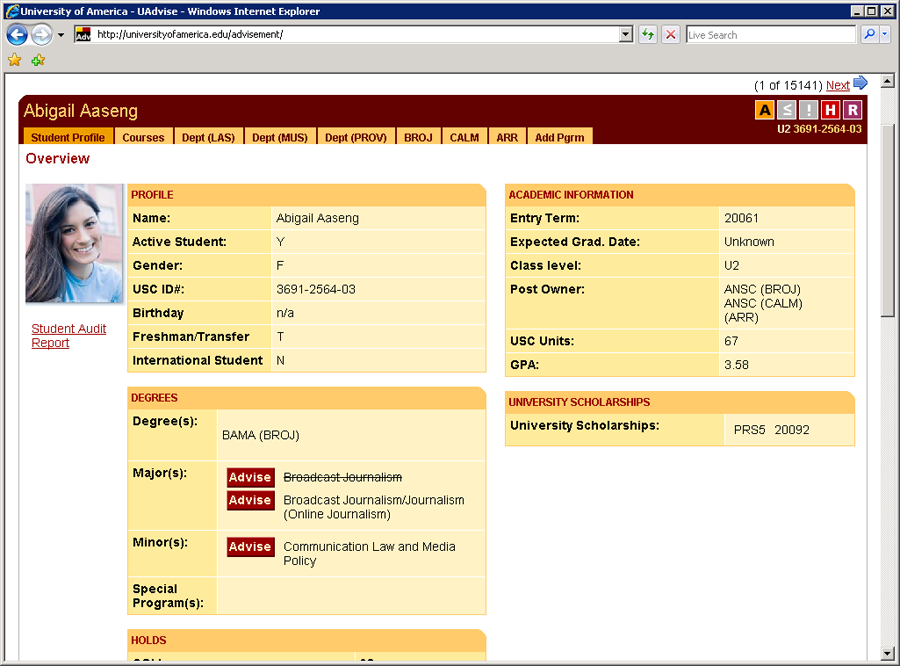 University of America - UAdvise - Windows Internet Explorer
Adv http://universityofamerica.edu/advisement/
Live Search
(1 of 15141) Next
Abigail Aaseng
A ≤ ! H R
U2 3691-2564-03
Student Profile Courses Dept (LAS) Dept (MUS) Dept (PROV) BROJ CALM ARR Add Pgrm
Overview
PROFILE
Name: Abigail Aaseng
Active Student: Y
Gender: F
USC ID#: 3691-2564-03
Birthday n/a
Freshman/Transfer T
International Student N
Student Audit
Report
ACADEMIC INFORMATION
Entry Term: 20061
Expected Grad. Date: Unknown
Class level: U2
Post Owner: ANSC (BROJ)
ANSC (CALM)
(ARR)
USC Units: 67
GPA: 3.58
DEGREES
Degree(s):
BAMA (BROJ)
Major(s): Advise Broadcast Journalism
Advise Broadcast Journalism/Journalism
(Online Journalism)
Minor(s): Advise Communication Law and Media
Policy
Special
Program(s):
UNIVERSITY SCHOLARSHIPS
University Scholarships: PRS5 20092
HOLDS